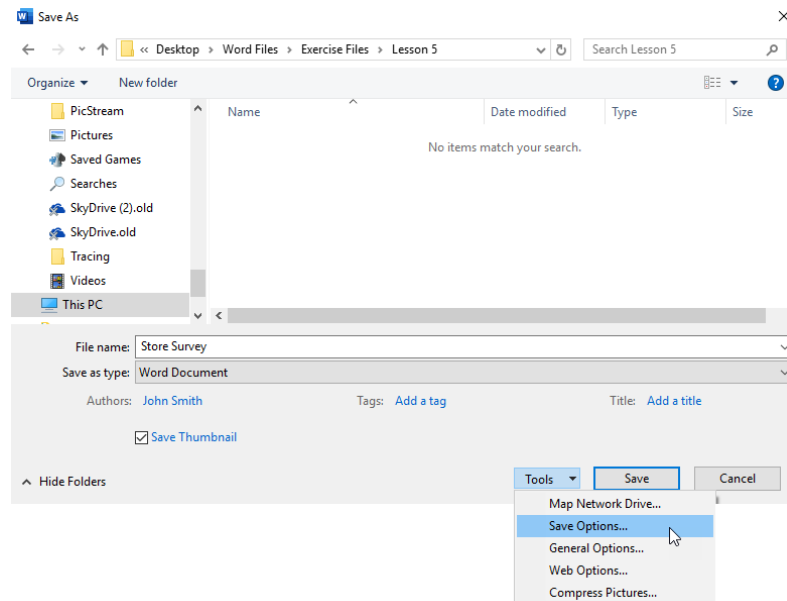 Save As
« Desktop > Word Files > Exercise Files > Lesson 5
Search Lesson 5
Organize
New folder
PicStream
Pictures
Saved Games
Searches
SkyDrive (2).old
SkyDrive.old
Tracing
Videos
This PC
Name
Date modified
Type
Size
No items match your search.
File name: Store Survey
Save as type: Word Document
Authors: John Smith
Tags: Add a tag
Title: Add a title
Save Thumbnail
Hide Folders
Tools
Save
Cancel
Map Network Drive...
Save Options...
General Options...
Web Options...
Compress Pictures...